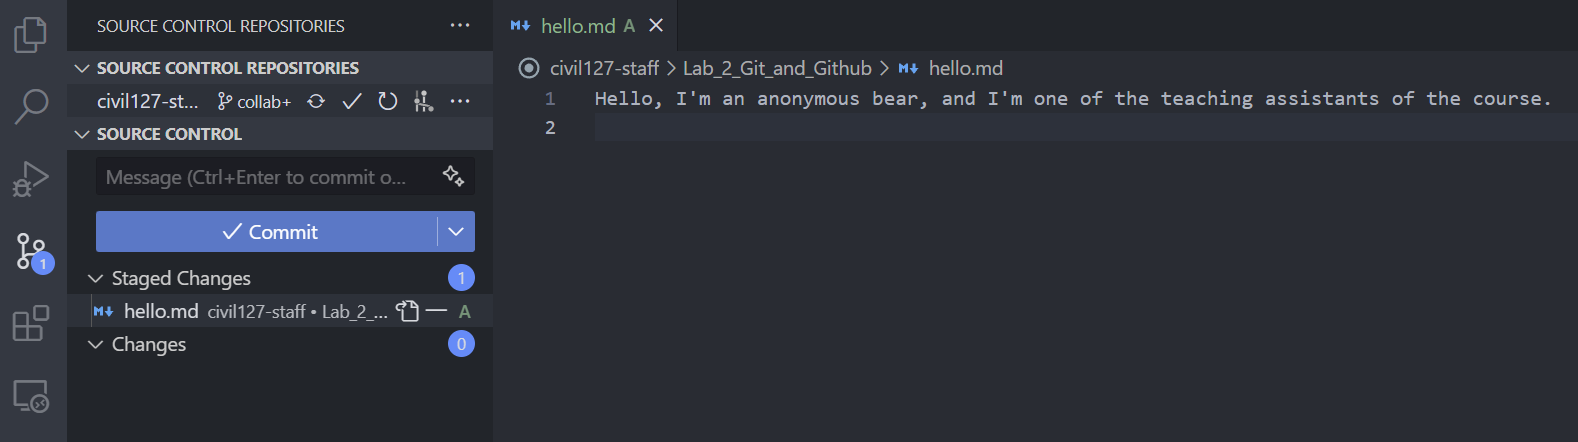 SOURCE CONTROL REPOSITORIES ...
SOURCE CONTROL REPOSITORIES
civil127-st... collab+ ...
SOURCE CONTROL
Message (Ctrl+Enter to commit o...
Commit
Staged Changes 1
hello.md civil127-staff • Lab_2_... A
Changes 0
1
hello.md A
civil127-staff > Lab_2_Git_and_Github > hello.md
1 Hello, I'm an anonymous bear, and I'm one of the teaching assistants of the course.
2